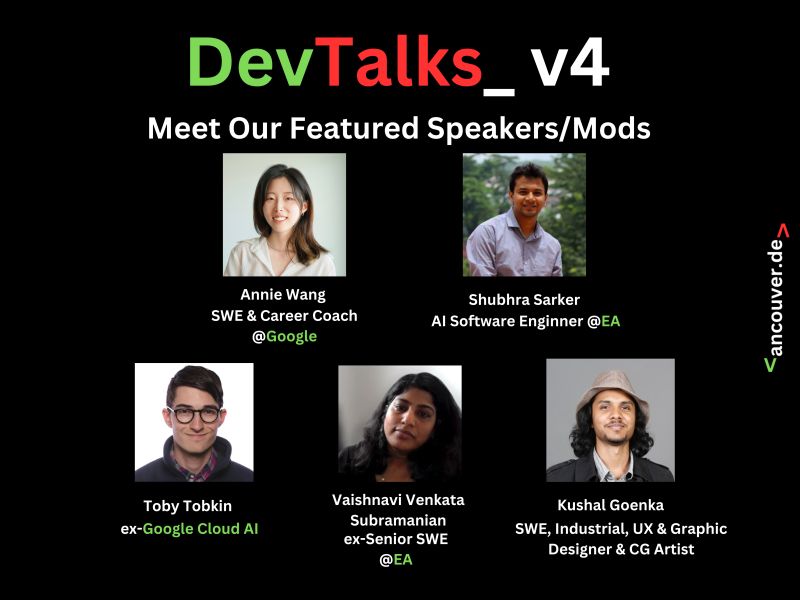 DevTalks_ v4
Meet Our Featured Speakers/Mods
Annie Wang
SWE & Career Coach
@Google
Shubhra Sarker
AI Software Enginner @EA
Toby Tobkin
ex-Google Cloud AI
Vaishnavi Venkata
Subramanian
ex-Senior SWE
@EA
Kushal Goenka
SWE, Industrial, UX & Graphic
Designer & CG Artist
<ancouver.de>